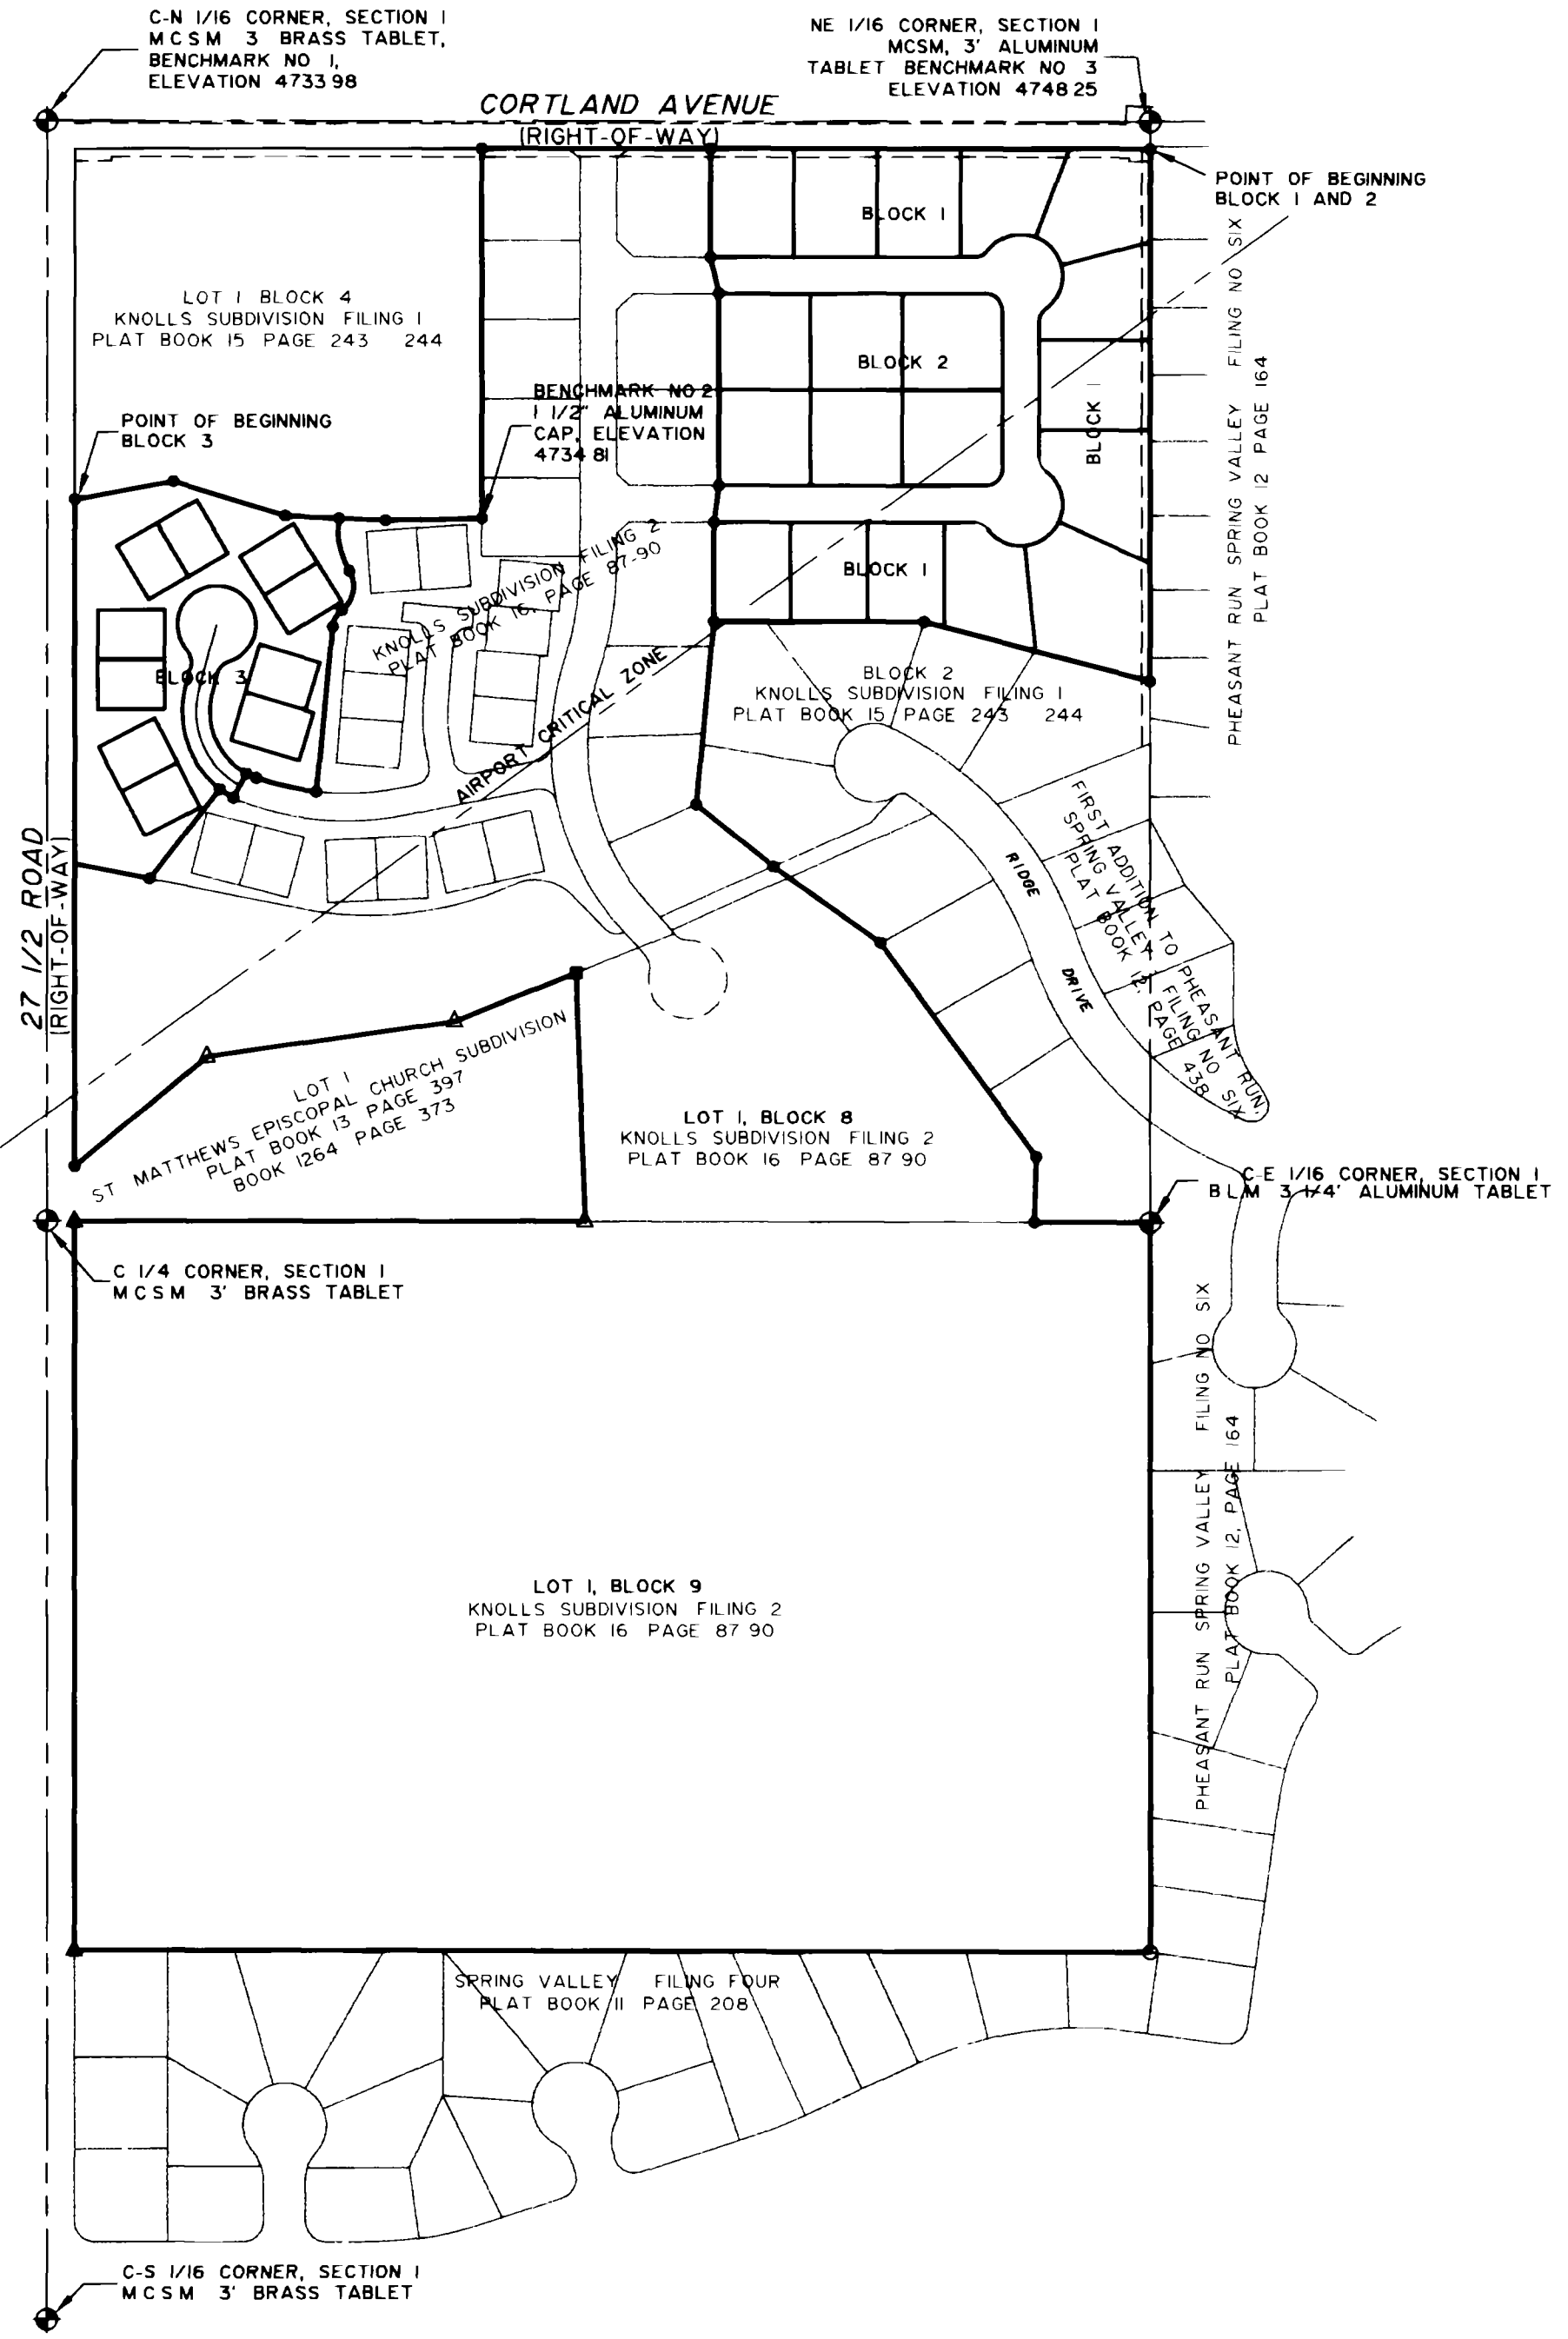 C-N 1/16 CORNER, SECTION 1
MCSM 3 BRASS TABLET,
BENCHMARK NO 1,
ELEVATION 4733 98
NE 1/16 CORNER, SECTION 1
MCSM, 3' ALUMINUM
TABLET BENCHMARK NO 3
ELEVATION 4748 25
CORTLAND AVENUE
(RIGHT-OF-WAY)
POINT OF BEGINNING
BLOCK 1 AND 2
BLOCK 1
LOT 1 BLOCK 4
KNOLLS SUBDIVISION FILING 1
PLAT BOOK 15 PAGE 243 244
BLOCK 2
BENCHMARK NO 2
1 1/2" ALUMINUM
CAP, ELEVATION
4734 81
POINT OF BEGINNING
BLOCK 3
BLOCK 1
PHEASANT RUN SPRING VALLEY FILING NO SIX
PLAT BOOK 12 PAGE 164
BLOCK 1
KNOLLS SUBDIVISION FILING 2
PLAT BOOK 16, PAGE 87-90
BLOCK 3
AIRPORT CRITICAL ZONE
BLOCK 2
KNOLLS SUBDIVISION FILING 1
PLAT BOOK 15 PAGE 243 244
FIRST ADDITION TO PHEASANT RUN,
SPRING VALLEY FILING NO SIX
PLAT BOOK 12, PAGE 438
RIDGE
DRIVE
27 1/2 ROAD
(RIGHT-OF-WAY)
LOT 1
ST MATTHEWS EPISCOPAL CHURCH SUBDIVISION
PLAT BOOK 13 PAGE 397
BOOK 1264 PAGE 373
LOT 1, BLOCK 8
KNOLLS SUBDIVISION FILING 2
PLAT BOOK 16 PAGE 87 90
C-E 1/16 CORNER, SECTION 1
BLM 3 1/4' ALUMINUM TABLET
C 1/4 CORNER, SECTION 1
MCSM 3' BRASS TABLET
PHEASANT RUN SPRING VALLEY FILING NO SIX
PLAT BOOK 12, PAGE 164
LOT 1, BLOCK 9
KNOLLS SUBDIVISION FILING 2
PLAT BOOK 16 PAGE 87 90
SPRING VALLEY FILING FOUR
PLAT BOOK 11 PAGE 208
C-S 1/16 CORNER, SECTION 1
MCSM 3' BRASS TABLET